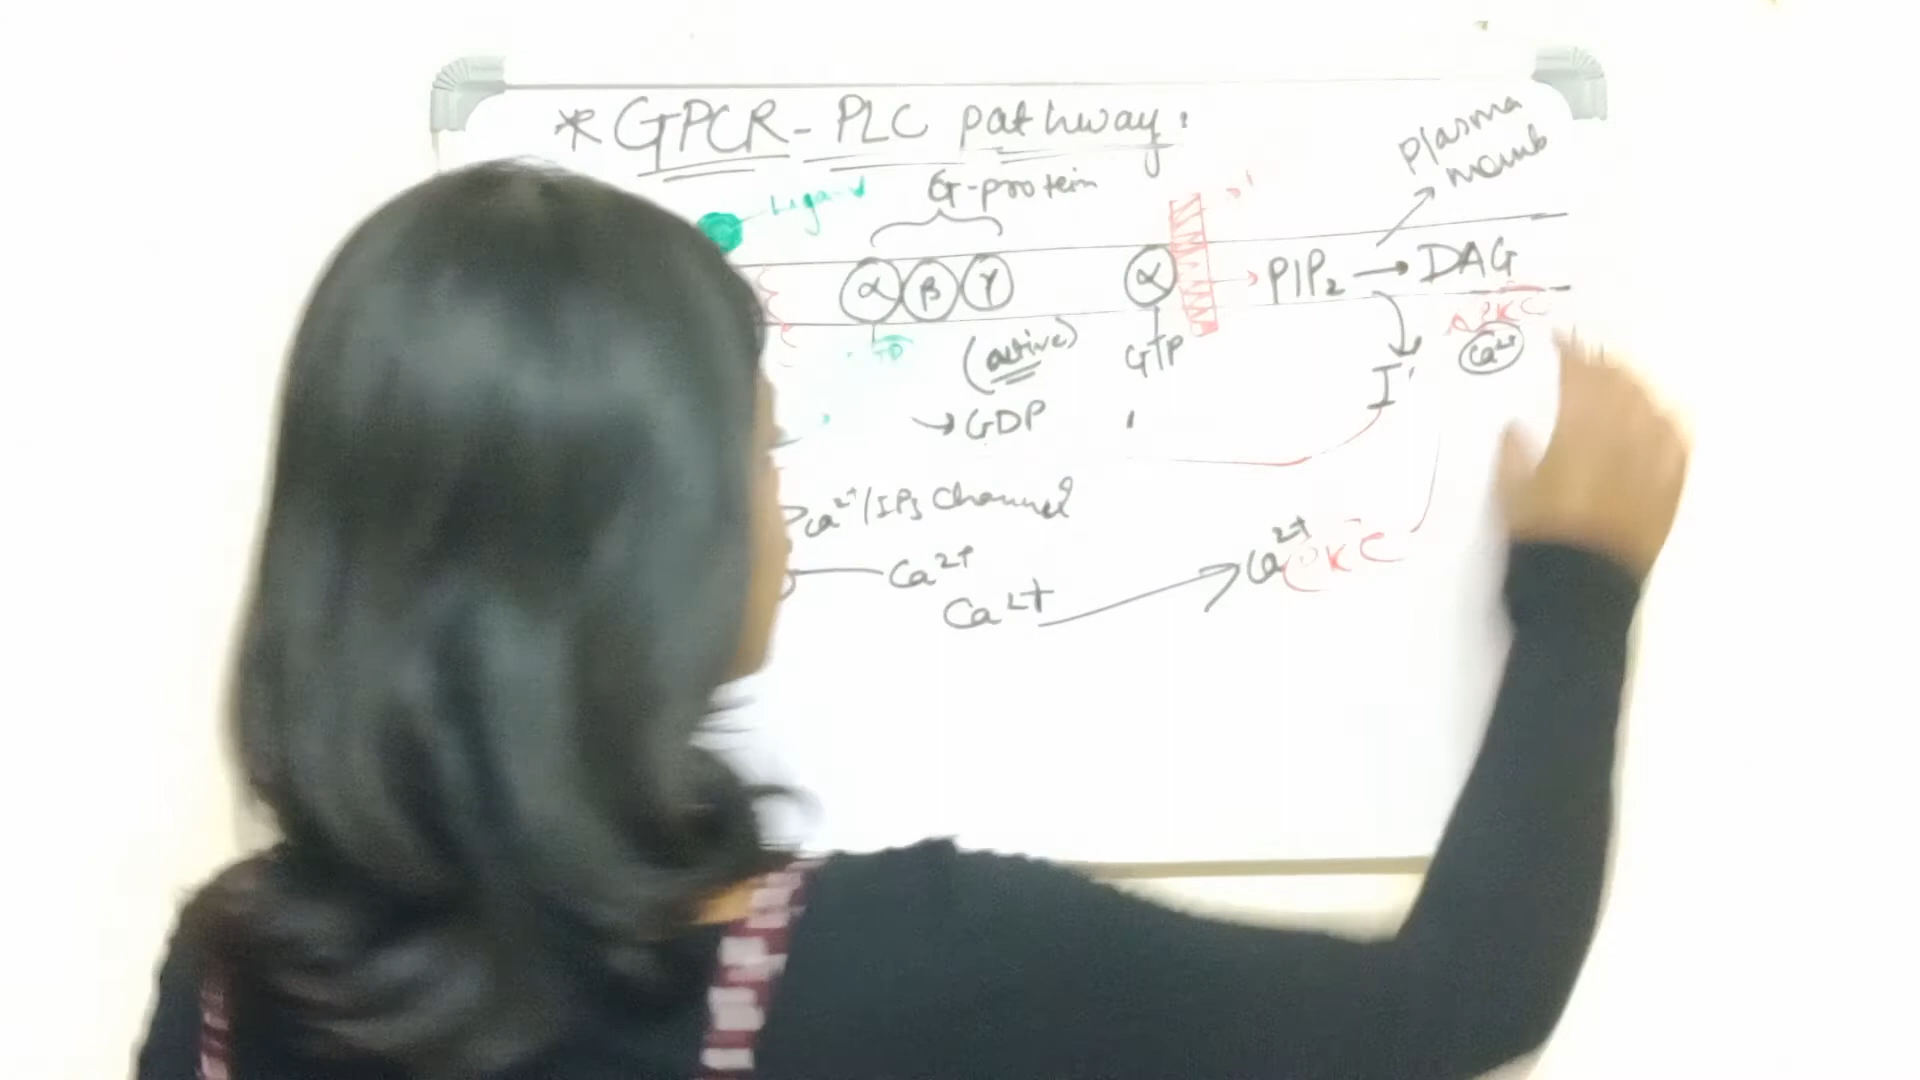 * GPCR - PLC pathway:
Plasma
memb
G-protein
Ligand
α β γ
α
PIP₂ → DAG
PKC
Ca²⁺
(active)
GTP
I
→ GDP
Ca²⁺/IP₃ Channel
Ca²⁺
Ca²⁺
Ca²⁺
PKC